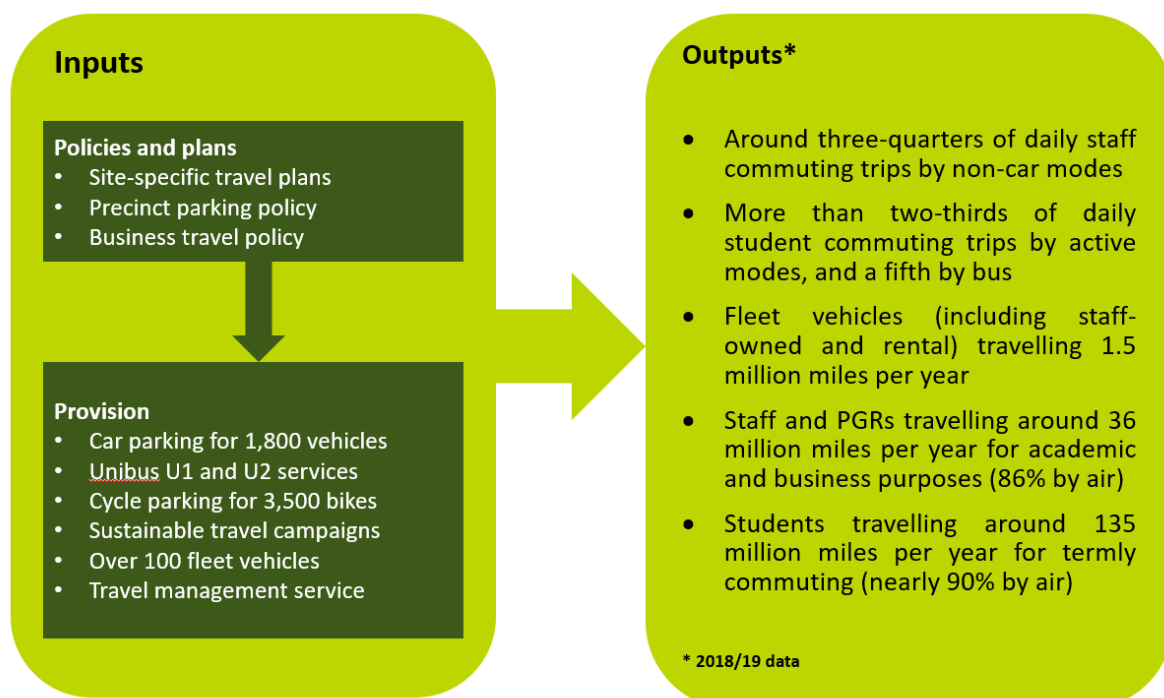 Inputs
Policies and plans
• Site-specific travel plans
• Precinct parking policy
• Business travel policy
Provision
• Car parking for 1,800 vehicles
• Unibus U1 and U2 services
• Cycle parking for 3,500 bikes
• Sustainable travel campaigns
• Over 100 fleet vehicles
• Travel management service
Outputs*
• Around three-quarters of daily staff
commuting trips by non-car modes
• More than two-thirds of daily
student commuting trips by active
modes, and a fifth by bus
• Fleet vehicles (including staff-
owned and rental) travelling 1.5
million miles per year
• Staff and PGRs travelling around 36
million miles per year for academic
and business purposes (86% by air)
• Students travelling around 135
million miles per year for termly
commuting (nearly 90% by air)
* 2018/19 data